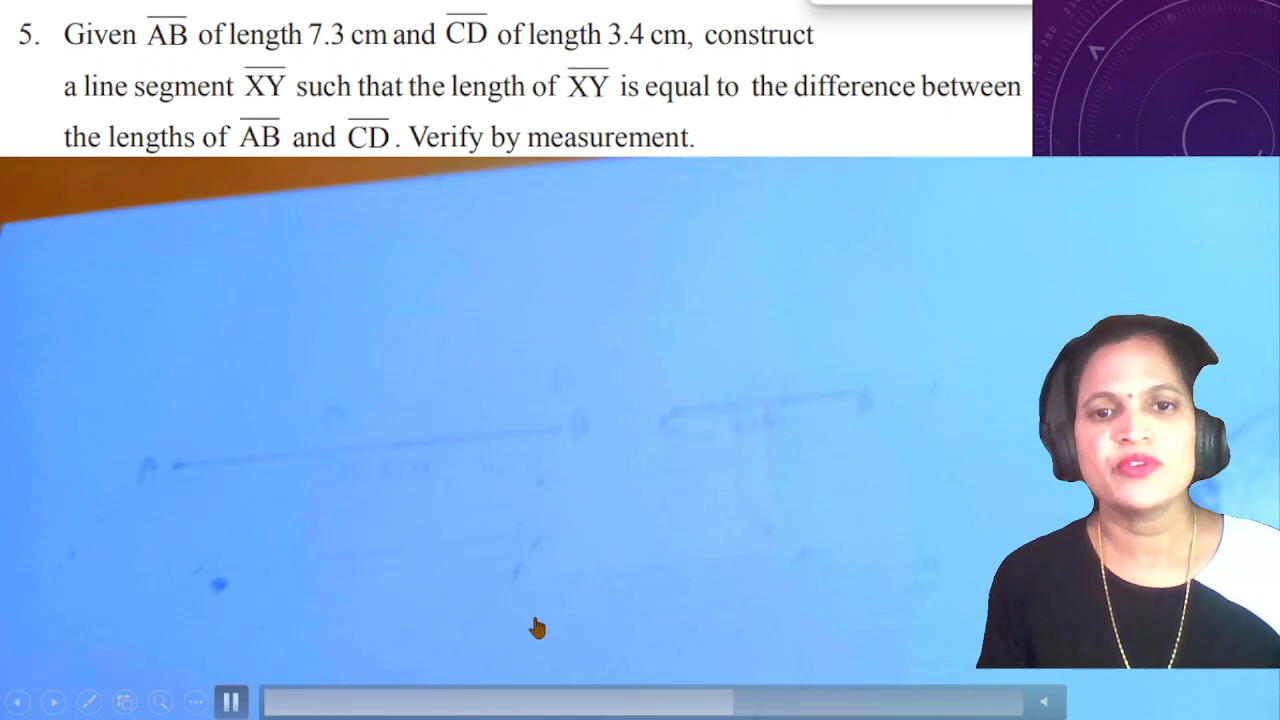 5. Given AB of length 7.3 cm and CD of length 3.4 cm, construct
a line segment XY such that the length of XY is equal to the difference between
the lengths of AB and CD. Verify by measurement.
A B